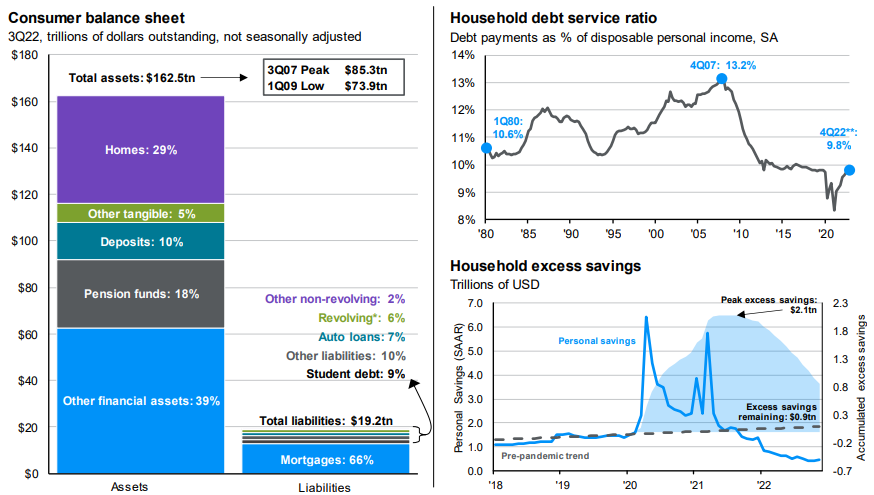 Consumer balance sheet
3Q22, trillions of dollars outstanding, not seasonally adjusted
$180
$160
$140
$120
$100
$80
$60
$40
$20
$0
Total assets: $162.5tn
3Q07 Peak $85.3tn
1Q09 Low $73.9tn
Homes: 29%
Other tangible: 5%
Deposits: 10%
Pension funds: 18%
Other financial assets: 39%
Other non-revolving: 2%
Revolving*: 6%
Auto loans: 7%
Other liabilities: 10%
Student debt: 9%
Total liabilities: $19.2tn
Mortgages: 66%
Assets
Liabilities
Household debt service ratio
Debt payments as % of disposable personal income, SA
14%
13%
12%
11%
10%
9%
8%
1Q80:
10.6%
4Q07: 13.2%
4Q22**:
9.8%
'80 '85 '90 '95 '00 '05 '10 '15 '20
Household excess savings
Trillions of USD
Personal Savings (SAAR)
7.0
6.0
5.0
4.0
3.0
2.0
1.0
0.0
Personal savings
Peak excess savings:
$2.1tn
Excess savings
remaining: $0.9tn
Pre-pandemic trend
2.3
1.8
1.3
0.8
0.3
-0.2
-0.7
Accumulated excess savings
'18 '19 '20 '21 '22